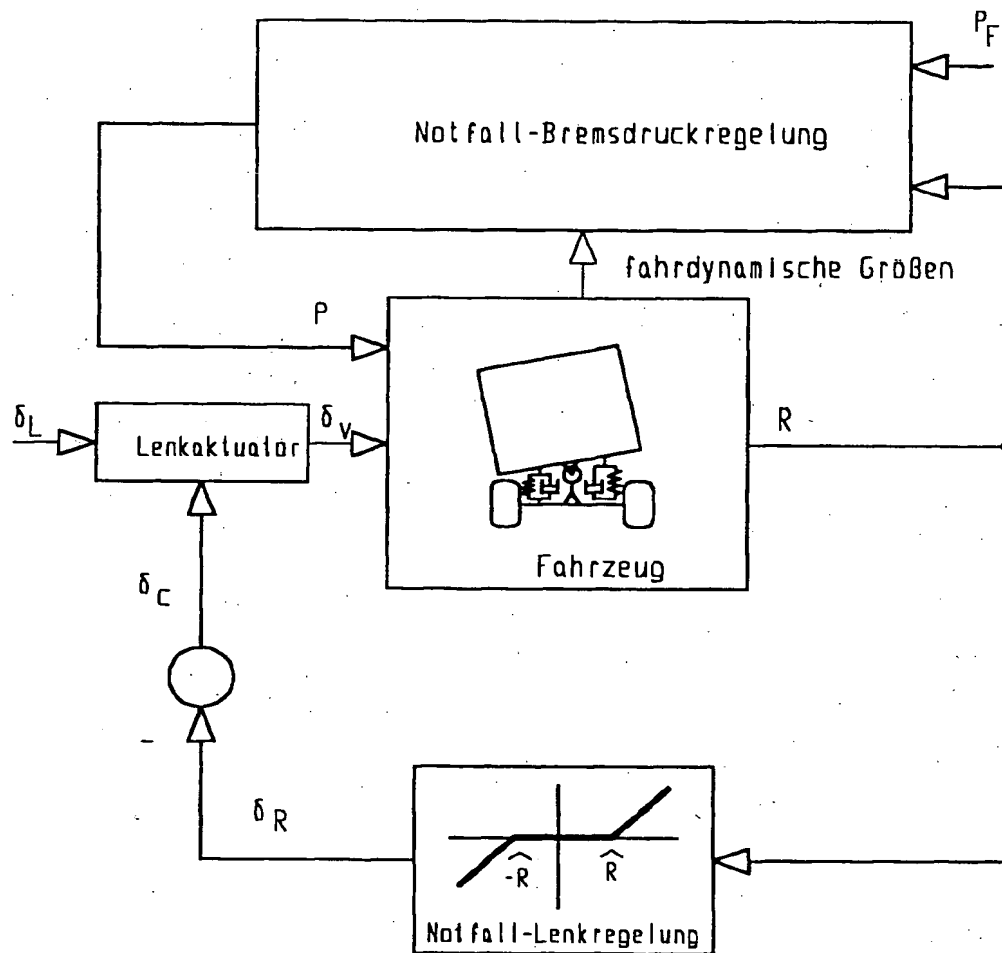 P_F
Notfall-Bremsdruckregelung
fahrdynamische Größen
P
δ_L
Lenkaktuator
δ_v
R
Fahrzeug
δ_C
-
δ_R
-R̂
R̂
Notfall-Lenkregelung